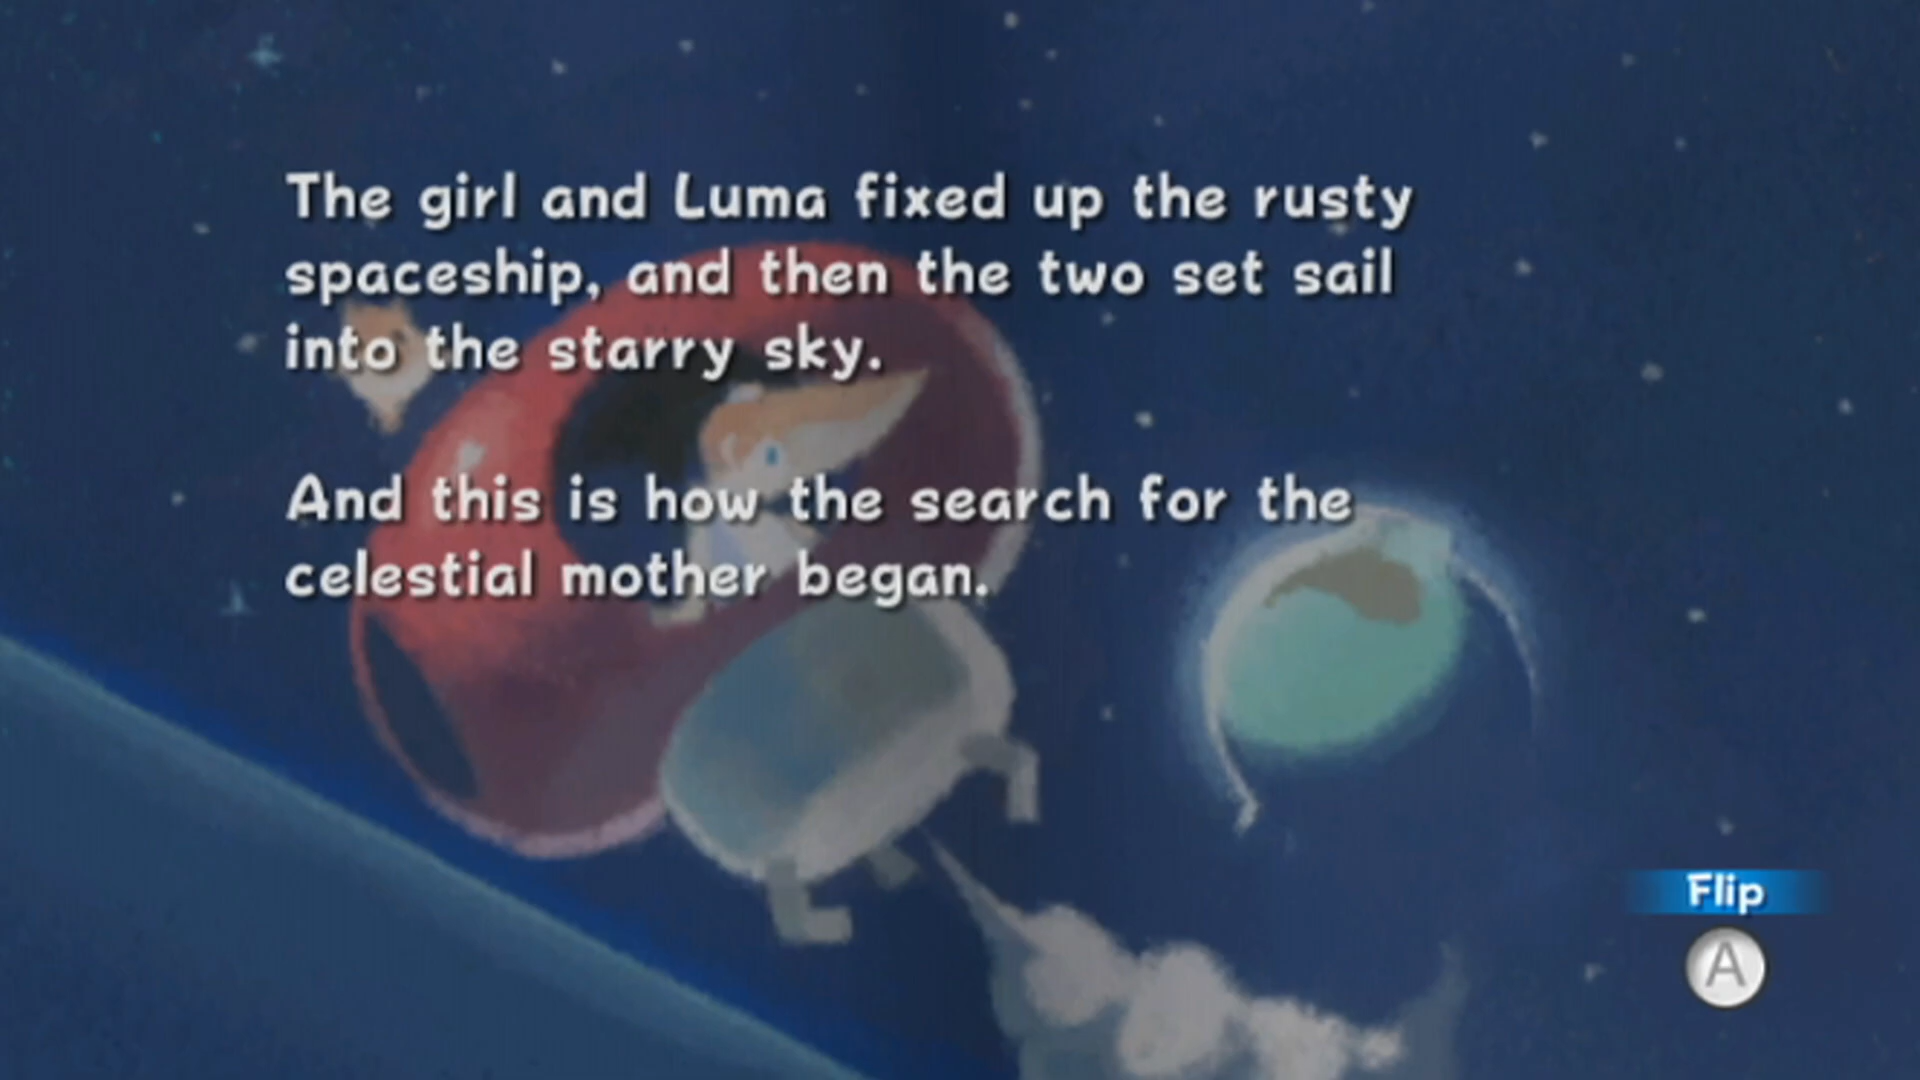 The girl and Luma fixed up the rusty
spaceship, and then the two set sail
into the starry sky.
And this is how the search for the
celestial mother began.
Flip
A